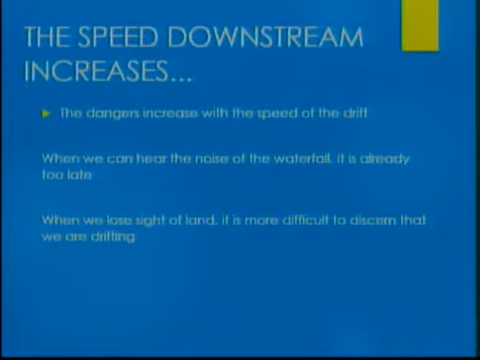 THE SPEED DOWNSTREAM
INCREASES...
The dangers increase with the speed of the drift
When we can hear the noise of the waterfall, it is already
too late
When we lose sight of land, it is more difficult to discern that
we are drifting